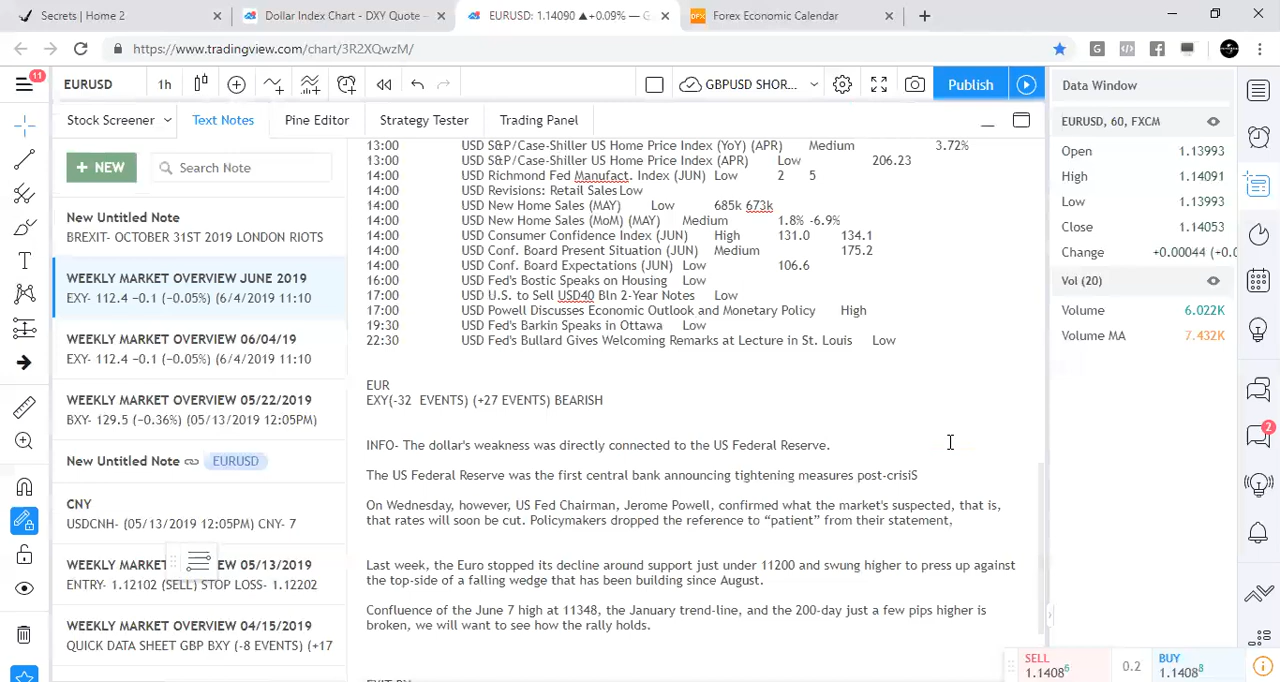 Secrets | Home 2
Dollar Index Chart - DXY Quote -
EURUSD: 1.14090 ▲+0.09% — G
Forex Economic Calendar
https://www.tradingview.com/chart/3R2XQwzM/
11
EURUSD
1h
GBPUSD SHOR...
Publish
Data Window
Stock Screener
Text Notes
Pine Editor
Strategy Tester
Trading Panel
EURUSD, 60, FXCM
Open 1.13993
High 1.14091
Low 1.13993
Close 1.14053
Change +0.00044 (+0.0
Vol (20)
Volume 6.022K
Volume MA 7.432K
+ NEW
Search Note
New Untitled Note
BREXIT- OCTOBER 31ST 2019 LONDON RIOTS
WEEKLY MARKET OVERVIEW JUNE 2019
EXY- 112.4 −0.1 (−0.05%) (6/4/2019 11:10
WEEKLY MARKET OVERVIEW 06/04/19
EXY- 112.4 −0.1 (−0.05%) (6/4/2019 11:10
WEEKLY MARKET OVERVIEW 05/22/2019
BXY- 129.5 (−0.36%) (05/13/2019 12:05PM)
New Untitled Note EURUSD
CNY
USDCNH- (05/13/2019 12:05PM) CNY- 7
WEEKLY MARKET OVERVIEW 05/13/2019
ENTRY- 1.12102 (SELL) STOP LOSS- 1.12202
WEEKLY MARKET OVERVIEW 04/15/2019
QUICK DATA SHEET GBP BXY (-8 EVENTS) (+17
13:00 USD S&P/Case-Shiller US Home Price Index (YoY) (APR) Medium 3.72%
13:00 USD S&P/Case-Shiller US Home Price Index (APR) Low 206.23
14:00 USD Richmond Fed Manufact. Index (JUN) Low 2 5
14:00 USD Revisions: Retail Sales Low
14:00 USD New Home Sales (MAY) Low 685k 673k
14:00 USD New Home Sales (MoM) (MAY) Medium 1.8% -6.9%
14:00 USD Consumer Confidence Index (JUN) High 131.0 134.1
14:00 USD Conf. Board Present Situation (JUN) Medium 175.2
14:00 USD Conf. Board Expectations (JUN) Low 106.6
16:00 USD Fed's Bostic Speaks on Housing Low
17:00 USD U.S. to Sell USD40 Bln 2-Year Notes Low
17:00 USD Powell Discusses Economic Outlook and Monetary Policy High
19:30 USD Fed's Barkin Speaks in Ottawa Low
22:30 USD Fed's Bullard Gives Welcoming Remarks at Lecture in St. Louis Low
EUR
EXY(-32 EVENTS) (+27 EVENTS) BEARISH
INFO- The dollar's weakness was directly connected to the US Federal Reserve.
The US Federal Reserve was the first central bank announcing tightening measures post-crisiS
On Wednesday, however, US Fed Chairman, Jerome Powell, confirmed what the market's suspected, that is,
that rates will soon be cut. Policymakers dropped the reference to “patient” from their statement,
Last week, the Euro stopped its decline around support just under 11200 and swung higher to press up against
the top-side of a falling wedge that has been building since August.
Confluence of the June 7 high at 11348, the January trend-line, and the 200-day just a few pips higher is
broken, we will want to see how the rally holds.
2
SELL
1.14086
0.2
BUY
1.14088